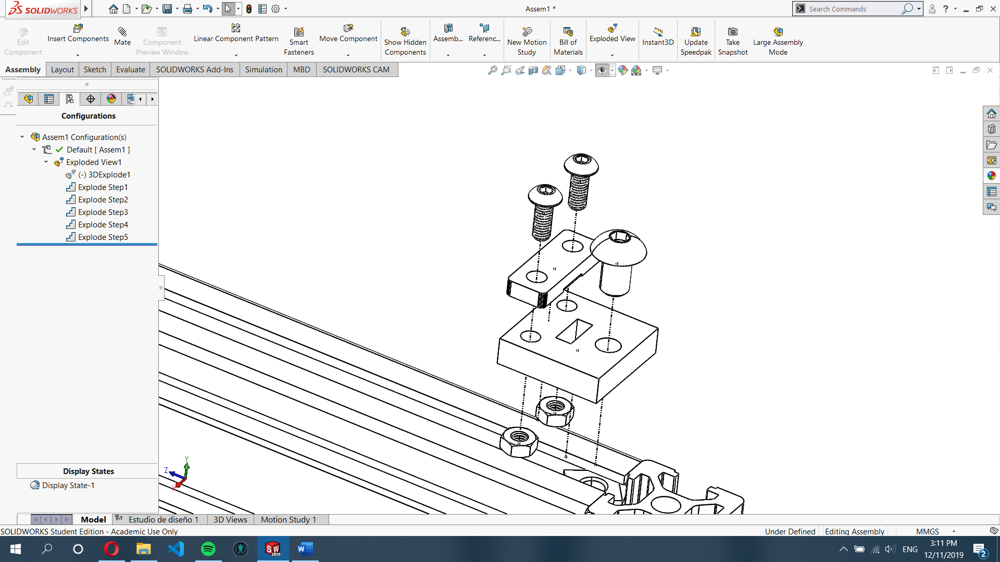 SOLIDWORKS
Assem1 *
Search Commands
?
Edit Component
Insert Components
Mate
Component Preview Window
Linear Component Pattern
Smart Fasteners
Move Component
Show Hidden Components
Assemb...
Referenc...
New Motion Study
Bill of Materials
Exploded View
Instant3D
Update Speedpak
Take Snapshot
Large Assembly Mode
Assembly
Layout
Sketch
Evaluate
SOLIDWORKS Add-Ins
Simulation
MBD
SOLIDWORKS CAM
Configurations
Assem1 Configuration(s)
Default [ Assem1 ]
Exploded View1
(-) 3DExplode1
Explode Step1
Explode Step2
Explode Step3
Explode Step4
Explode Step5
Y
Z
X
Display States
Display State-1
Model
Estudio de diseño 1
3D Views
Motion Study 1
SOLIDWORKS Student Edition - Academic Use Only
Under Defined
Editing Assembly
MMGS
SW 2019
W
ENG
3:11 PM
12/11/2019
2